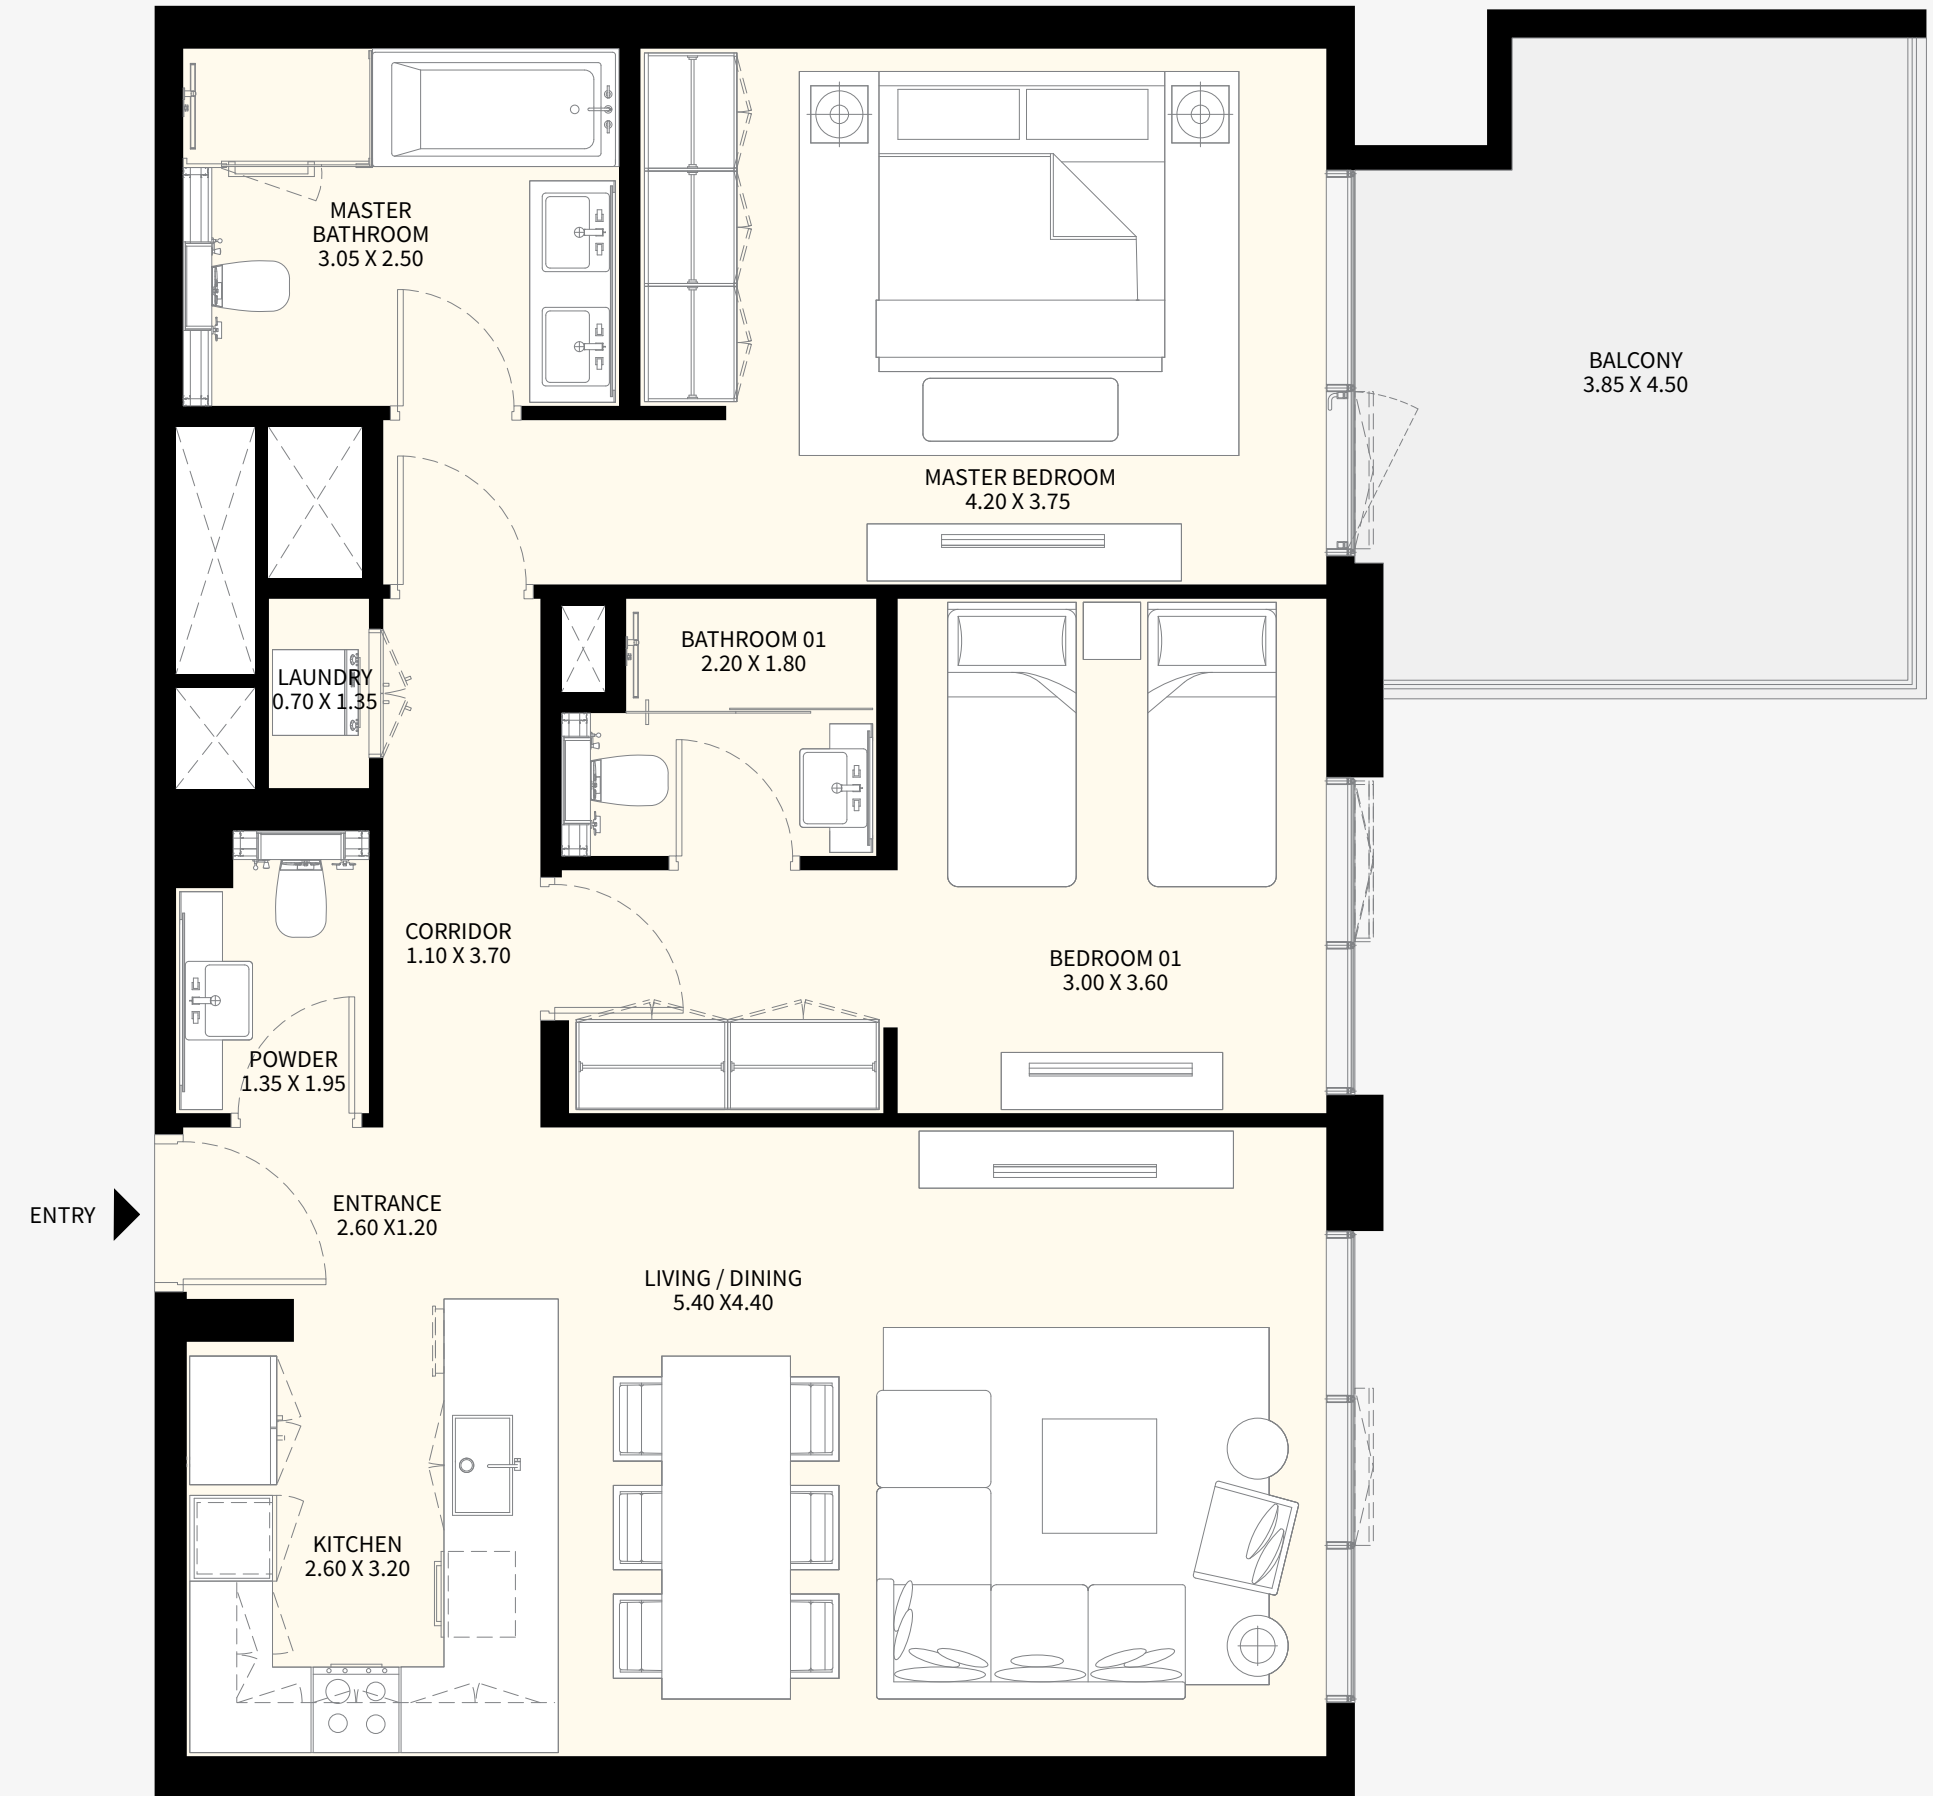 MASTER
BATHROOM
3.05 X 2.50
BALCONY
3.85 X 4.50
MASTER BEDROOM
4.20 X 3.75
BATHROOM 01
2.20 X 1.80
LAUNDRY
0.70 X 1.35
CORRIDOR
1.10 X 3.70
BEDROOM 01
3.00 X 3.60
POWDER
1.35 X 1.95
ENTRY
ENTRANCE
2.60 X1.20
LIVING / DINING
5.40 X4.40
KITCHEN
2.60 X 3.20